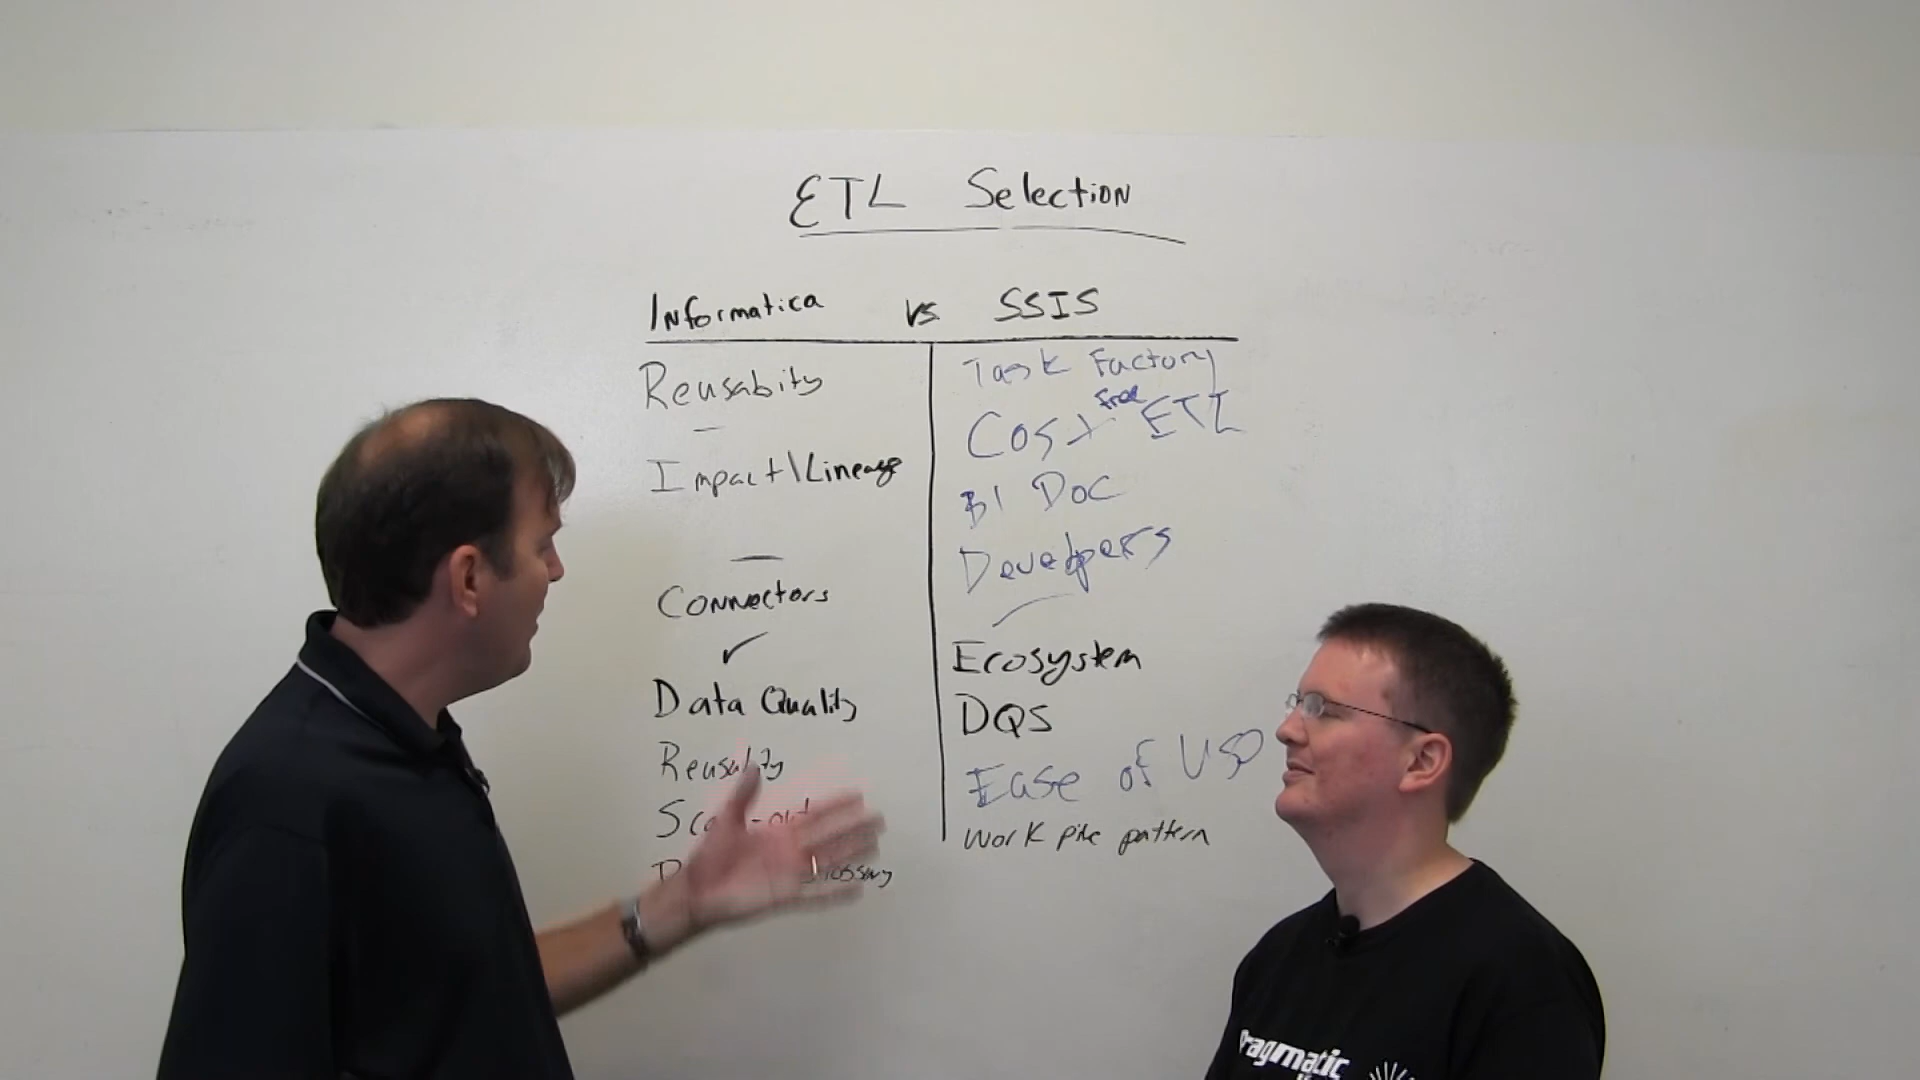 ETL Selection
Informatica vs SSIS
Reusabity
Impact\Lineage
Connectors
Data Quality
Reusability
Task Factory
Cost free ETL
BI Doc
Developers
Ecosystem
DQS
Ease of Use
Work pile pattern
Pragmatic